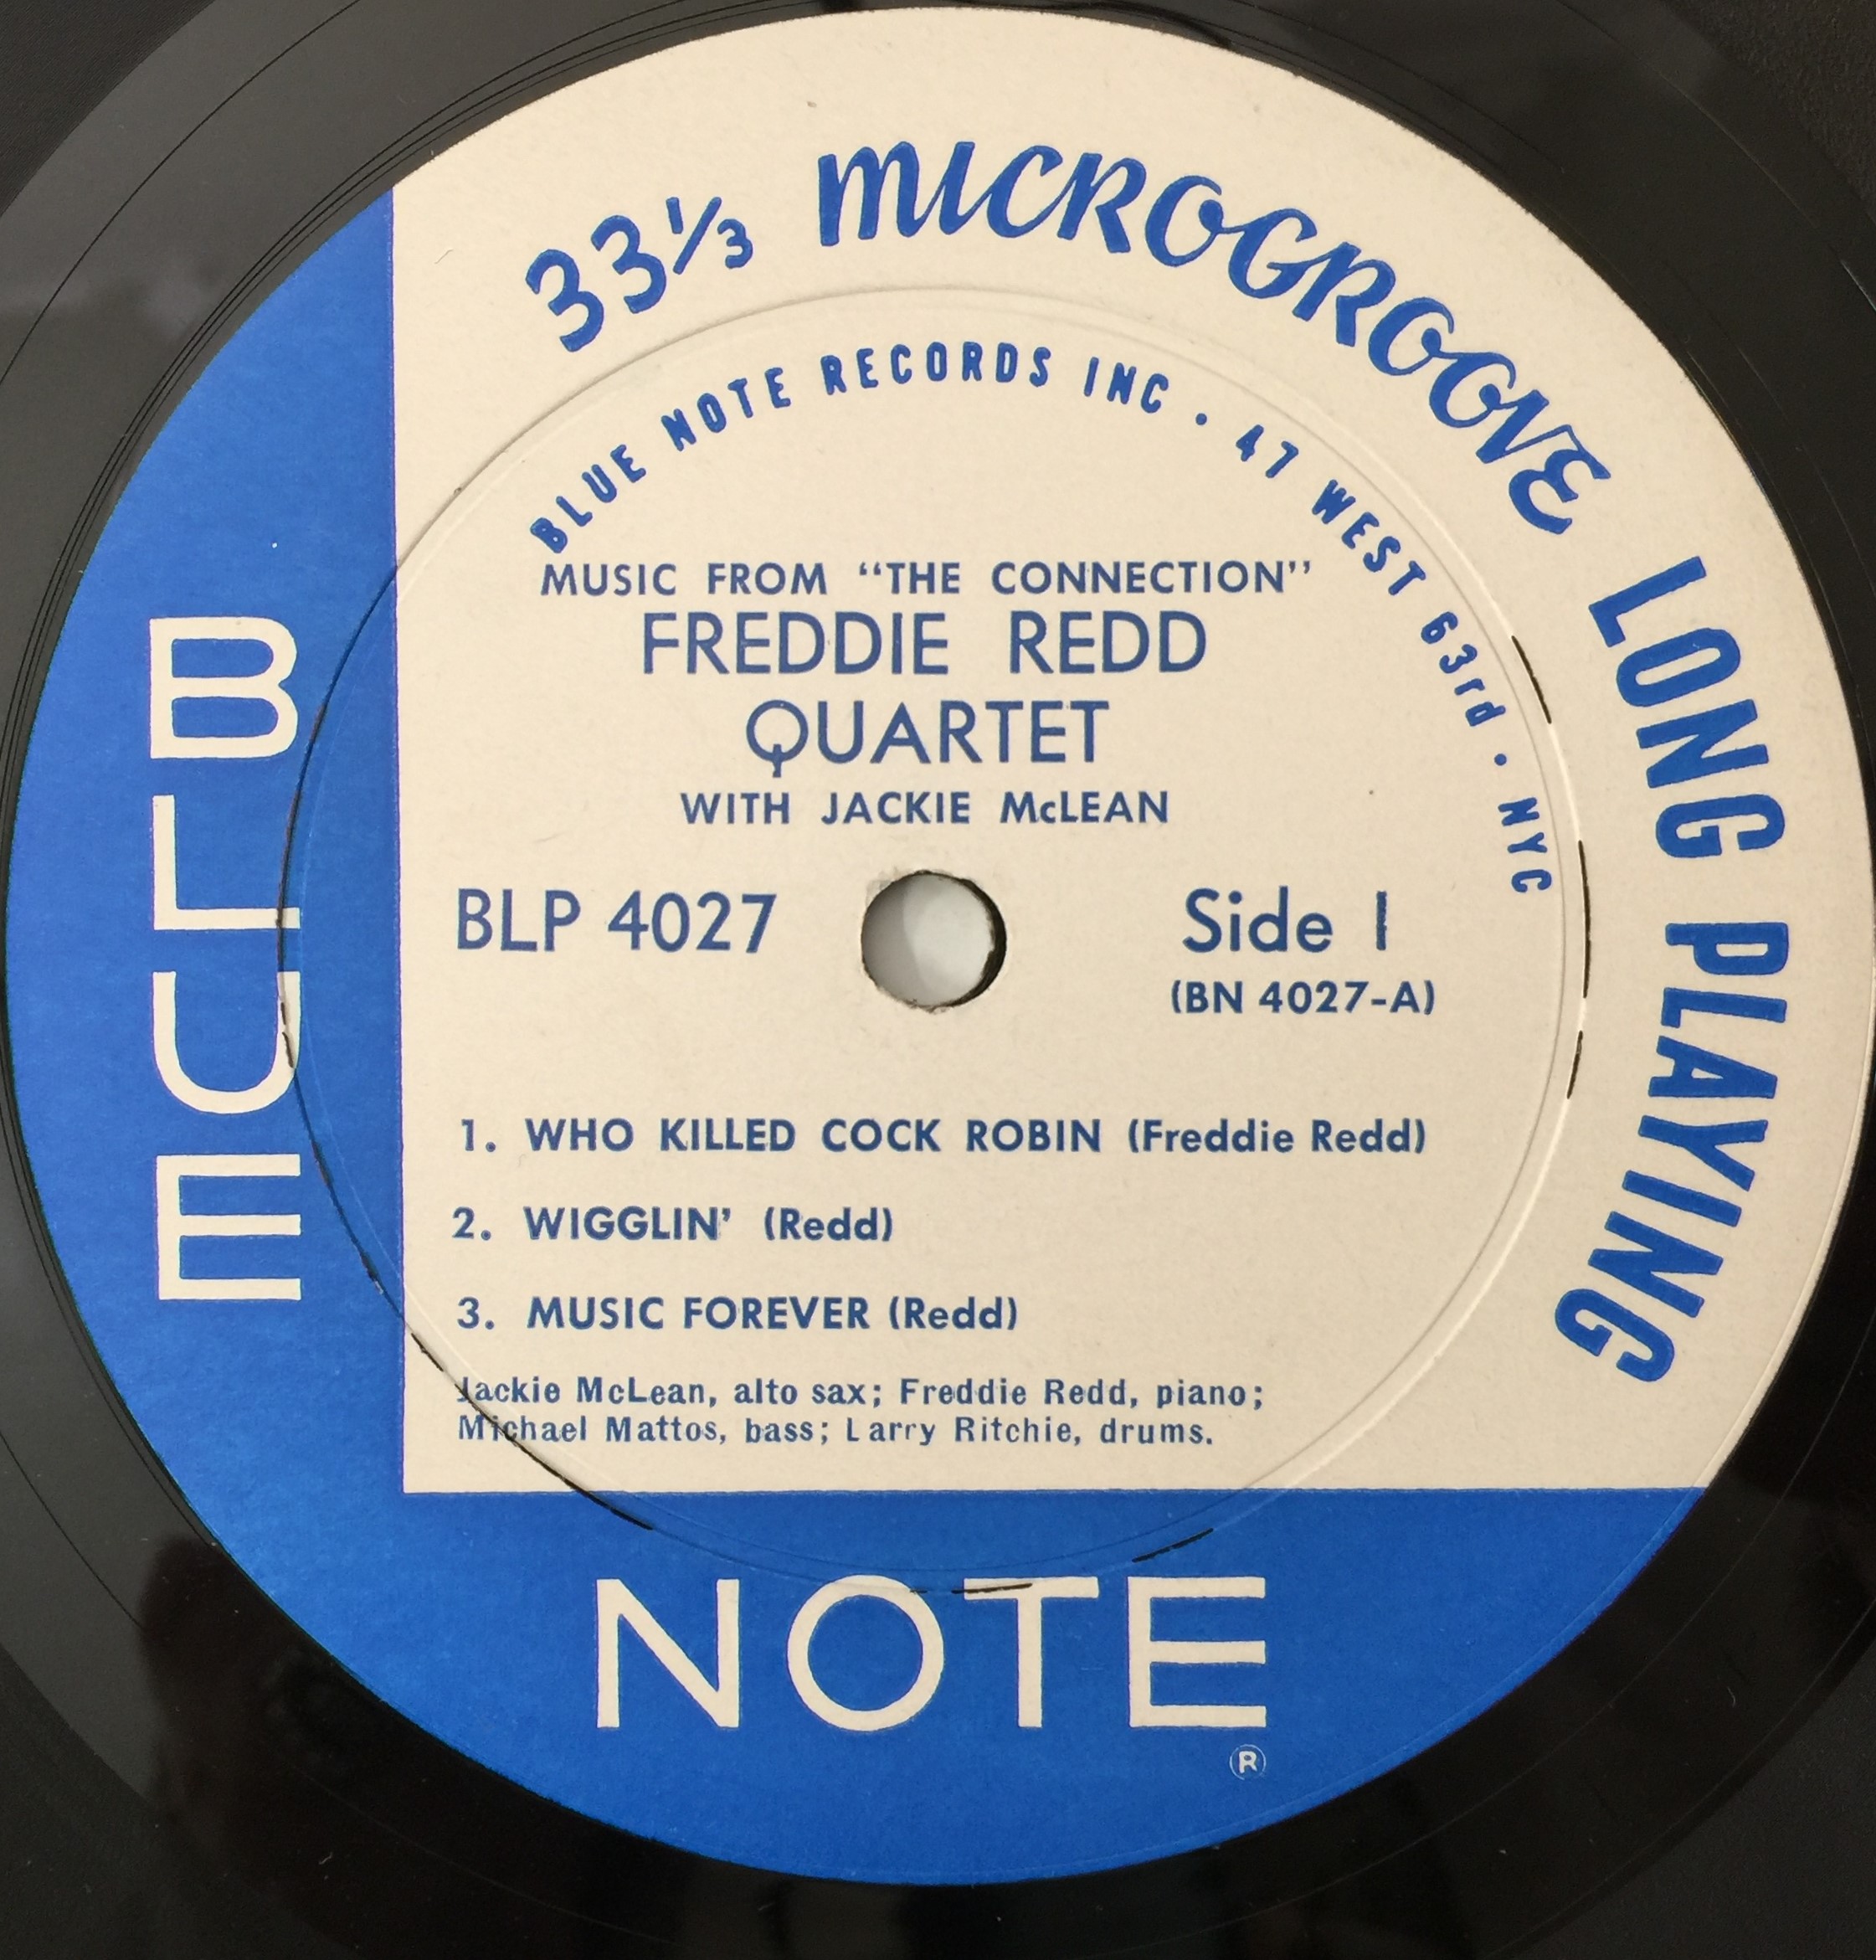 33⅓ MICROGROOVE LONG PLAYING
BLUE NOTE RECORDS INC · 47 WEST 63rd · NYC
MUSIC FROM “THE CONNECTION”
FREDDIE REDD
QUARTET
WITH JACKIE McLEAN
BLP 4027
Side 1
(BN 4027-A)
1. WHO KILLED COCK ROBIN (Freddie Redd)
2. WIGGLIN’ (Redd)
3. MUSIC FOREVER (Redd)
Jackie McLean, alto sax; Freddie Redd, piano;
Michael Mattos, bass; Larry Ritchie, drums.
BLUE
NOTE
®